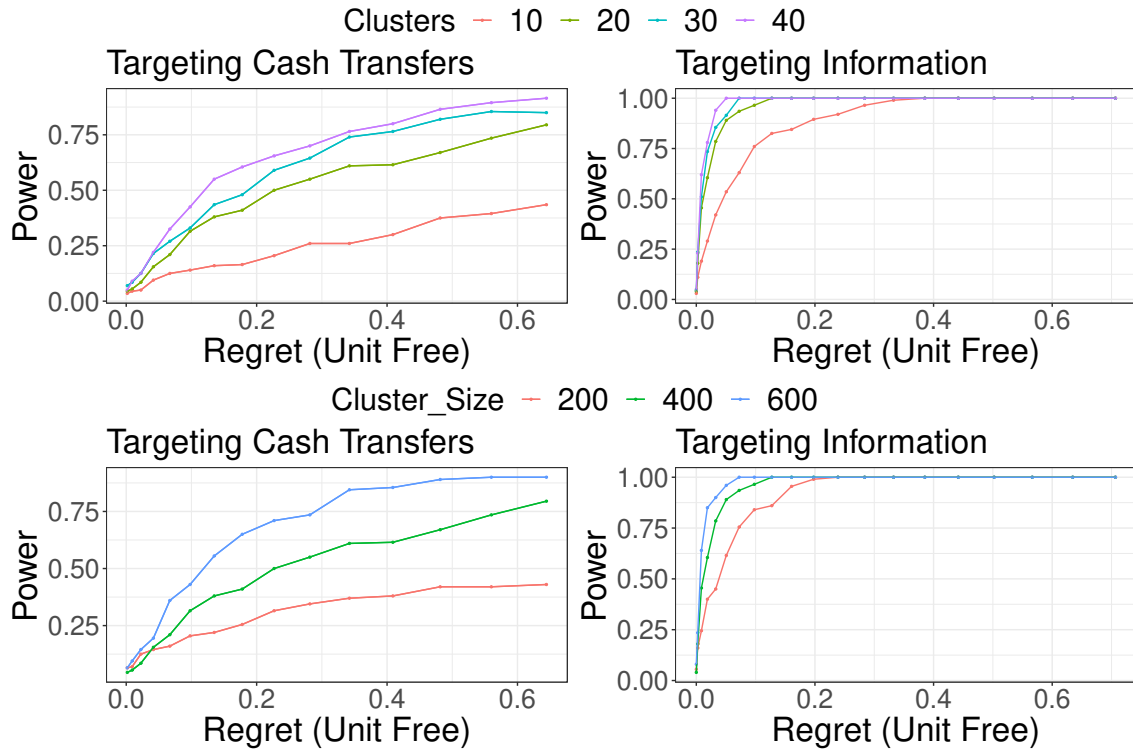 Clusters 10 20 30 40
Targeting Cash Transfers
Power
0.75
0.50
0.25
0.00
0.0 0.2 0.4 0.6
Regret (Unit Free)
Targeting Information
Power
1.00
0.75
0.50
0.25
0.00
0.0 0.2 0.4 0.6
Regret (Unit Free)
Cluster_Size 200 400 600
Targeting Cash Transfers
Power
0.75
0.50
0.25
0.0 0.2 0.4 0.6
Regret (Unit Free)
Targeting Information
Power
1.00
0.75
0.50
0.25
0.00
0.0 0.2 0.4 0.6
Regret (Unit Free)